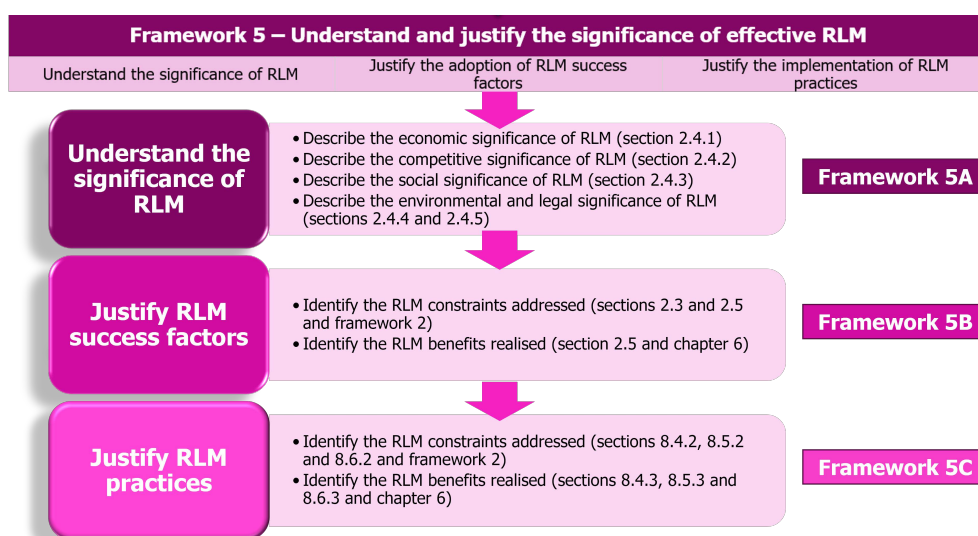 Framework 5 – Understand and justify the significance of effective RLM
Understand the significance of RLM
Justify the adoption of RLM success
factors
Justify the implementation of RLM
practices
Understand the
significance of
RLM
• Describe the economic significance of RLM (section 2.4.1)
• Describe the competitive significance of RLM (section 2.4.2)
• Describe the social significance of RLM (section 2.4.3)
• Describe the environmental and legal significance of RLM
(sections 2.4.4 and 2.4.5)
Framework 5A
Justify RLM
success factors
• Identify the RLM constraints addressed (sections 2.3 and 2.5
and framework 2)
• Identify the RLM benefits realised (section 2.5 and chapter 6)
Framework 5B
Justify RLM
practices
• Identify the RLM constraints addressed (sections 8.4.2, 8.5.2
and 8.6.2 and framework 2)
• Identify the RLM benefits realised (sections 8.4.3, 8.5.3 and
8.6.3 and chapter 6)
Framework 5C